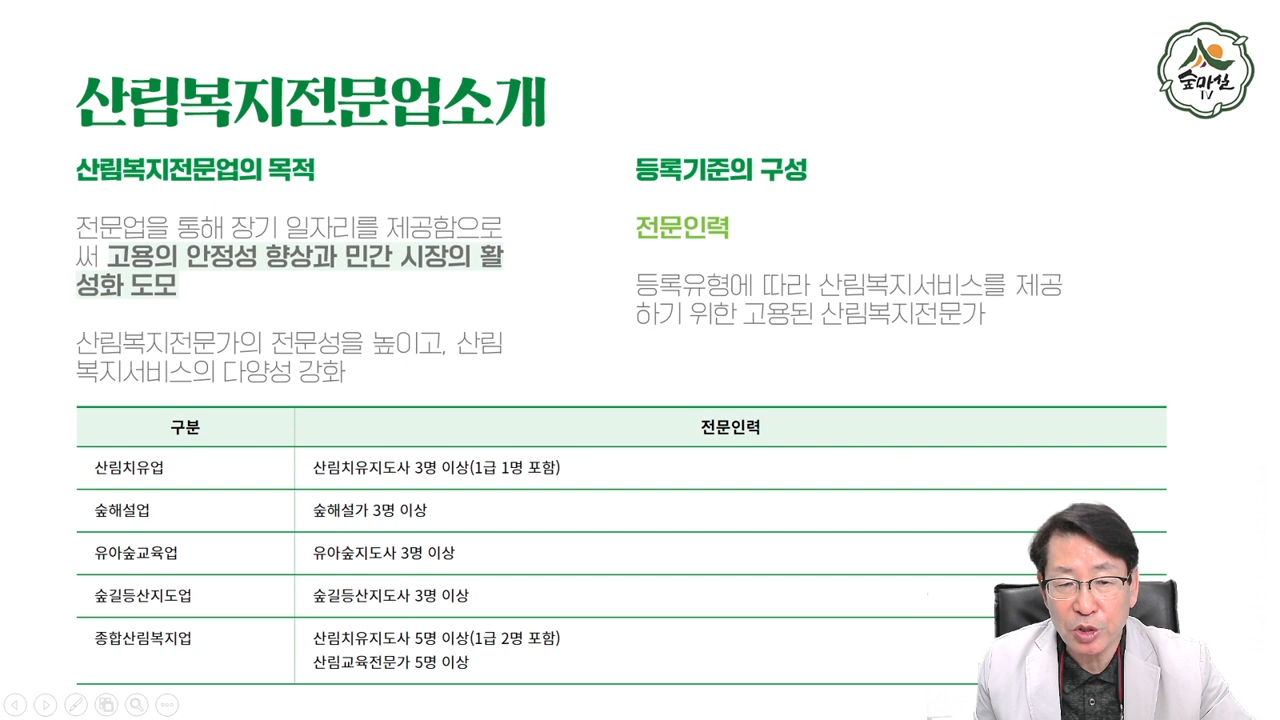 산림복지전문업소개
숲마실
TV
산림복지전문업의 목적
전문업을 통해 장기 일자리를 제공함으로
써 고용의 안정성 향상과 민간 시장의 활
성화 도모
산림복지전문가의 전문성을 높이고, 산림
복지서비스의 다양성 강화
등록기준의 구성
전문인력
등록유형에 따라 산림복지서비스를 제공
하기 위한 고용된 산림복지전문가
구분 전문인력
산림치유업 산림치유지도사 3명 이상(1급 1명 포함)
숲해설업 숲해설가 3명 이상
유아숲교육업 유아숲지도사 3명 이상
숲길등산지도업 숲길등산지도사 3명 이상
종합산림복지업 산림치유지도사 5명 이상(1급 2명 포함)
산림교육전문가 5명 이상